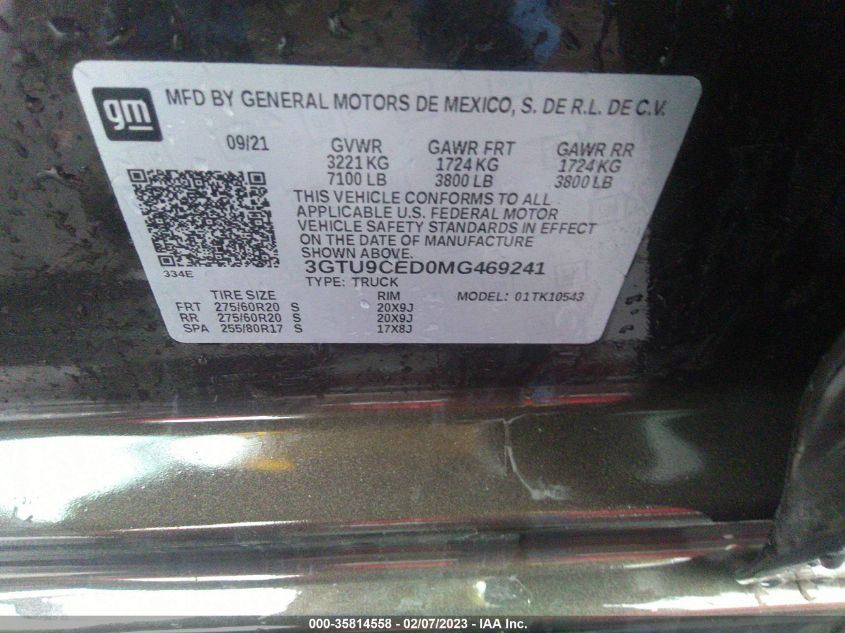 gm
MFD BY GENERAL MOTORS DE MEXICO, S. DE R.L. DE C.V.
09/21 GVWR GAWR FRT GAWR RR
3221 KG 1724 KG 1724 KG
7100 LB 3800 LB 3800 LB
THIS VEHICLE CONFORMS TO ALL
APPLICABLE U.S. FEDERAL MOTOR
VEHICLE SAFETY STANDARDS IN EFFECT
ON THE DATE OF MANUFACTURE
SHOWN ABOVE.
334E 3GTU9CED0MG469241
TYPE: TRUCK
TIRE SIZE RIM MODEL: 01TK10543
FRT 275/60R20 S 20X9J
RR 275/60R20 S 20X9J
SPA 255/80R17 S 17X8J
000-35814558 - 02/07/2023 - IAA Inc.